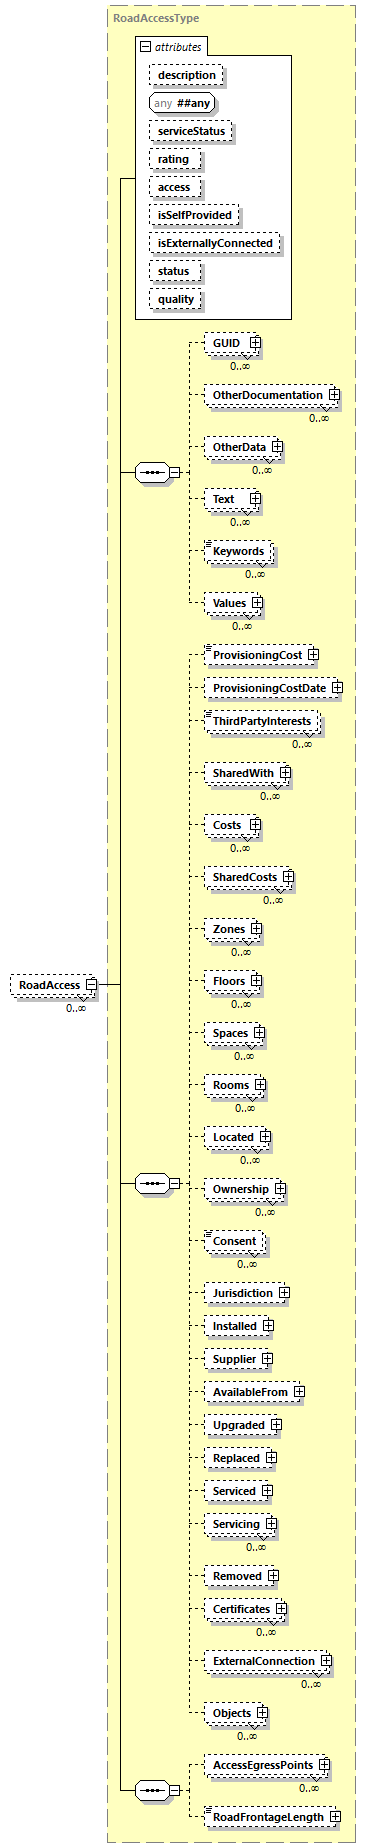 RoadAccessType
attributes
description
any ##any
serviceStatus
rating
access
isSelfProvided
isExternallyConnected
status
quality
GUID
0..∞
OtherDocumentation
0..∞
OtherData
0..∞
Text
0..∞
Keywords
0..∞
Values
0..∞
ProvisioningCost
ProvisioningCostDate
ThirdPartyInterests
0..∞
SharedWith
0..∞
Costs
0..∞
SharedCosts
0..∞
Zones
0..∞
Floors
0..∞
RoadAccess
0..∞
Spaces
0..∞
Rooms
0..∞
Located
0..∞
Ownership
0..∞
Consent
0..∞
Jurisdiction
Installed
Supplier
AvailableFrom
Upgraded
Replaced
Serviced
Servicing
0..∞
Removed
Certificates
0..∞
ExternalConnection
0..∞
Objects
0..∞
AccessEgressPoints
0..∞
RoadFrontageLength